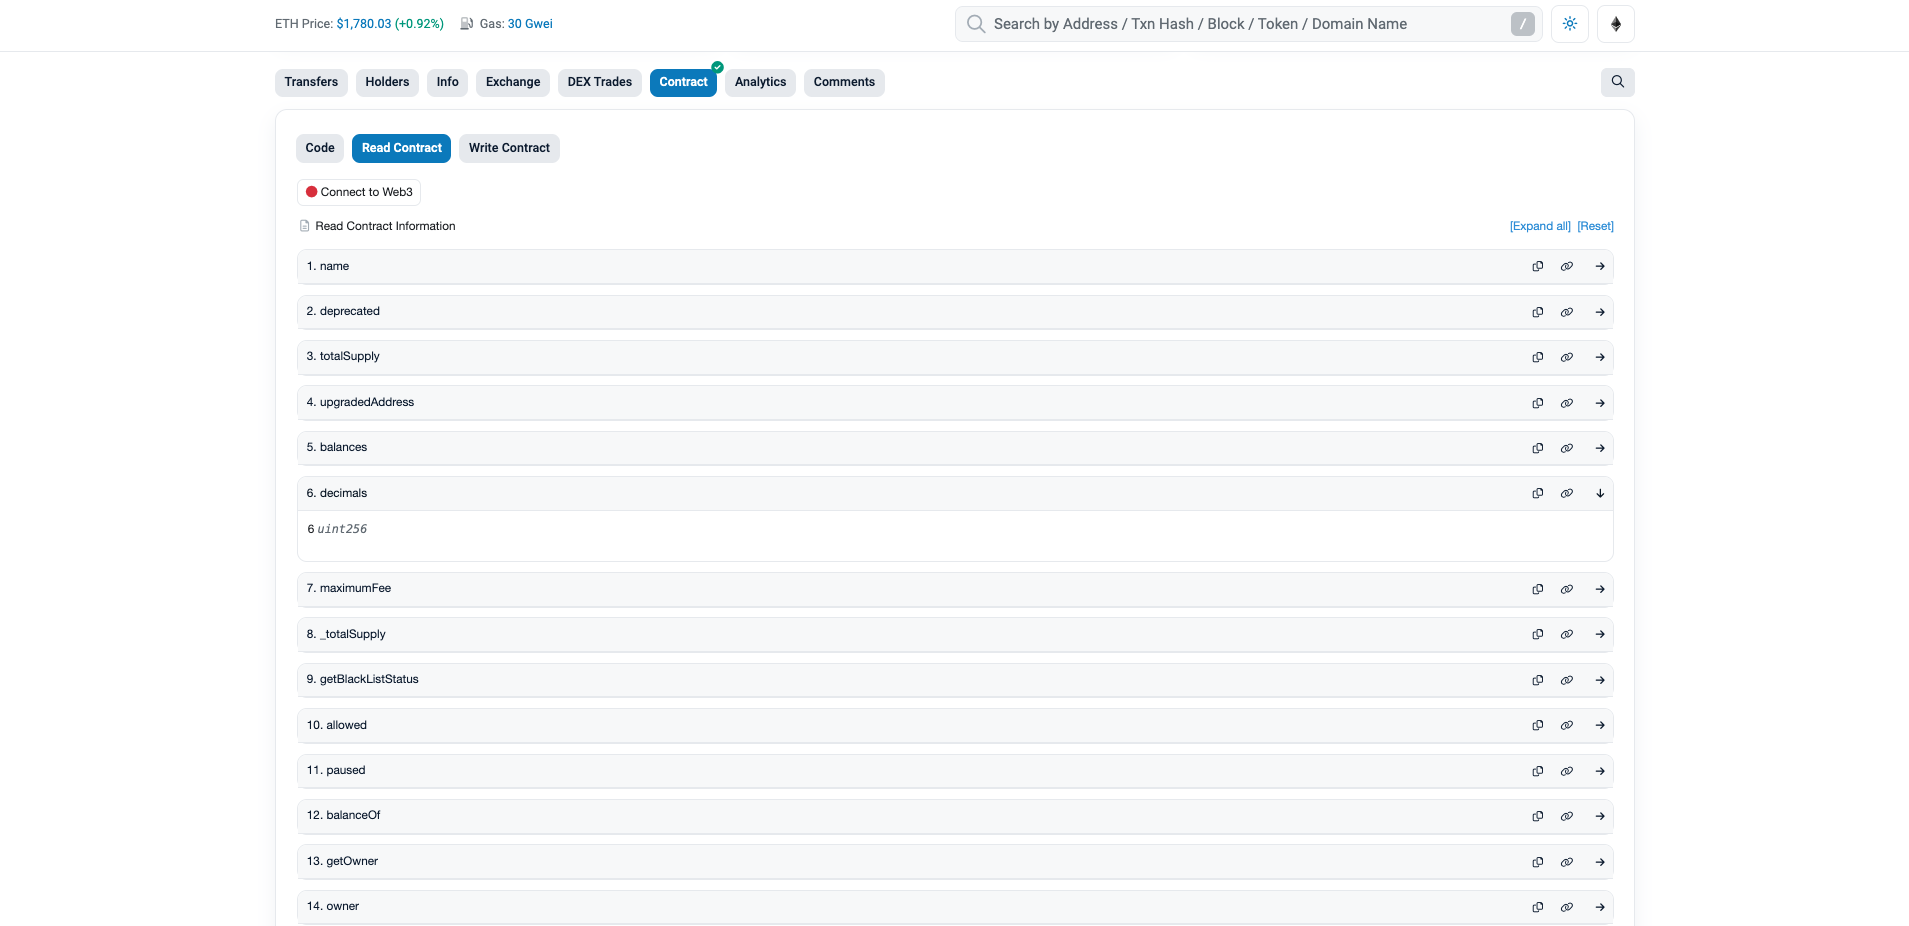 ETH Price: $1,780.03 (+0.92%) Gas: 30 Gwei
Search by Address / Txn Hash / Block / Token / Domain Name /
Transfers Holders Info Exchange DEX Trades Contract Analytics Comments
Code Read Contract Write Contract
Connect to Web3
Read Contract Information [Expand all] [Reset]
1. name
2. deprecated
3. totalSupply
4. upgradedAddress
5. balances
6. decimals
6 uint256
7. maximumFee
8. _totalSupply
9. getBlackListStatus
10. allowed
11. paused
12. balanceOf
13. getOwner
14. owner